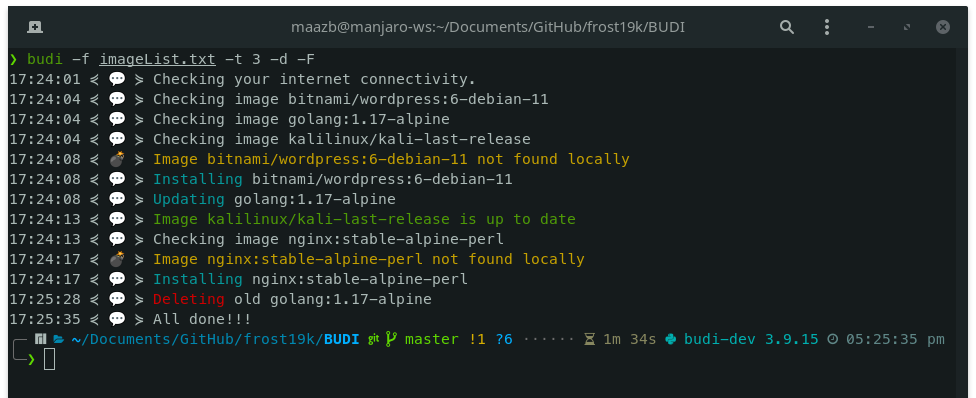 maazb@manjaro-ws:~/Documents/GitHub/frost19k/BUDI
❯ budi -f imageList.txt -t 3 -d -F
17:24:01 ⪪ 💬 ⪫ Checking your internet connectivity.
17:24:04 ⪪ 💬 ⪫ Checking image bitnami/wordpress:6-debian-11
17:24:04 ⪪ 💬 ⪫ Checking image golang:1.17-alpine
17:24:04 ⪪ 💬 ⪫ Checking image kalilinux/kali-last-release
17:24:08 ⪪ 💣 ⪫ Image bitnami/wordpress:6-debian-11 not found locally
17:24:08 ⪪ 💬 ⪫ Installing bitnami/wordpress:6-debian-11
17:24:08 ⪪ 💬 ⪫ Updating golang:1.17-alpine
17:24:13 ⪪ 💬 ⪫ Image kalilinux/kali-last-release is up to date
17:24:13 ⪪ 💬 ⪫ Checking image nginx:stable-alpine-perl
17:24:17 ⪪ 💣 ⪫ Image nginx:stable-alpine-perl not found locally
17:24:17 ⪪ 💬 ⪫ Installing nginx:stable-alpine-perl
17:25:28 ⪪ 💬 ⪫ Deleting old golang:1.17-alpine
17:25:35 ⪪ 💬 ⪫ All done!!!
~/Documents/GitHub/frost19k/BUDI git master !1 ?6 ······ 1m 34s budi-dev 3.9.15 05:25:35 pm
❯